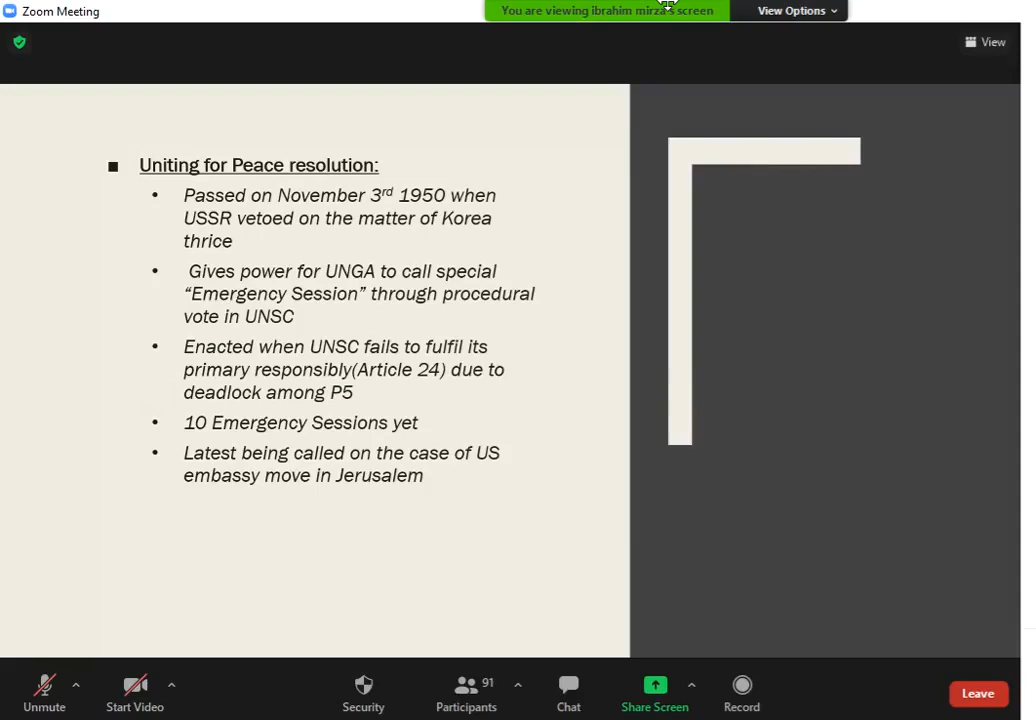 Zoom Meeting
You are viewing ibrahim mirza's screen
View Options
View
■ Uniting for Peace resolution:
• Passed on November 3rd 1950 when
USSR vetoed on the matter of Korea
thrice
• Gives power for UNGA to call special
“Emergency Session” through procedural
vote in UNSC
• Enacted when UNSC fails to fulfil its
primary responsibly(Article 24) due to
deadlock among P5
• 10 Emergency Sessions yet
• Latest being called on the case of US
embassy move in Jerusalem
91
Unmute
Start Video
Security
Participants
Chat
Share Screen
Record
Leave